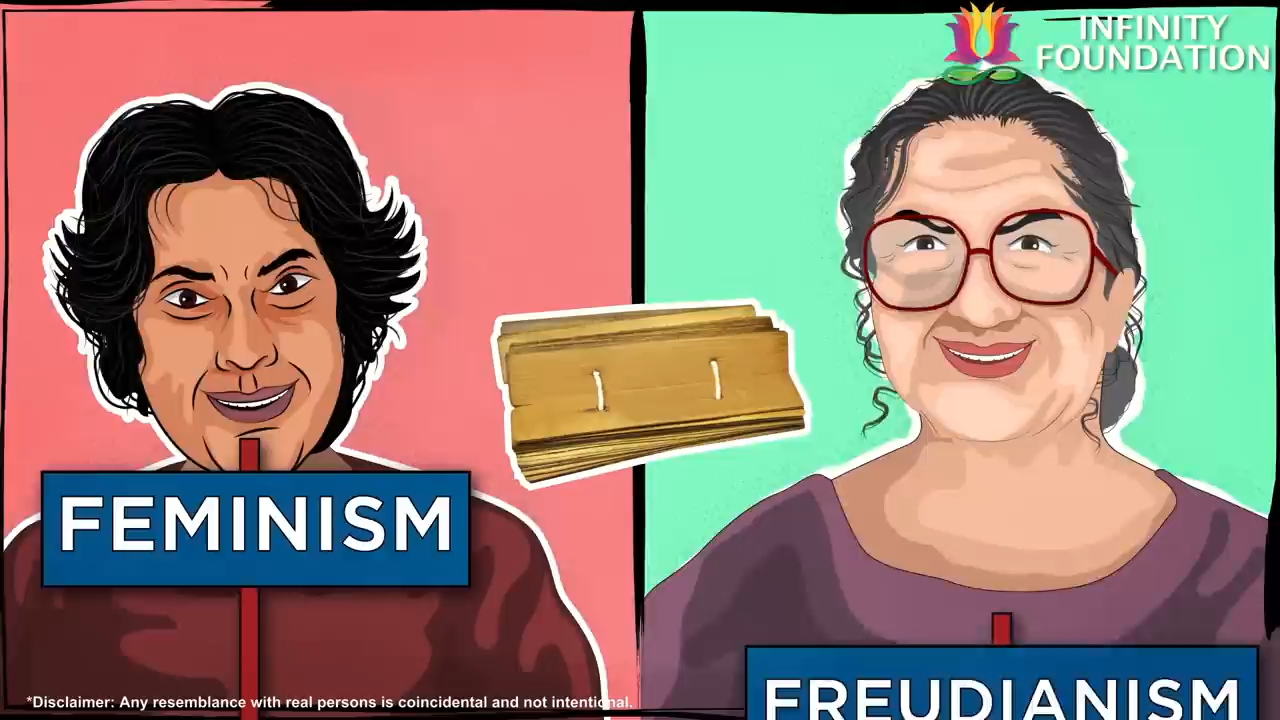 INFINITY
FOUNDATION
FEMINISM
FREUDIANISM
*Disclaimer: Any resemblance with real persons is coincidental and not intentional.